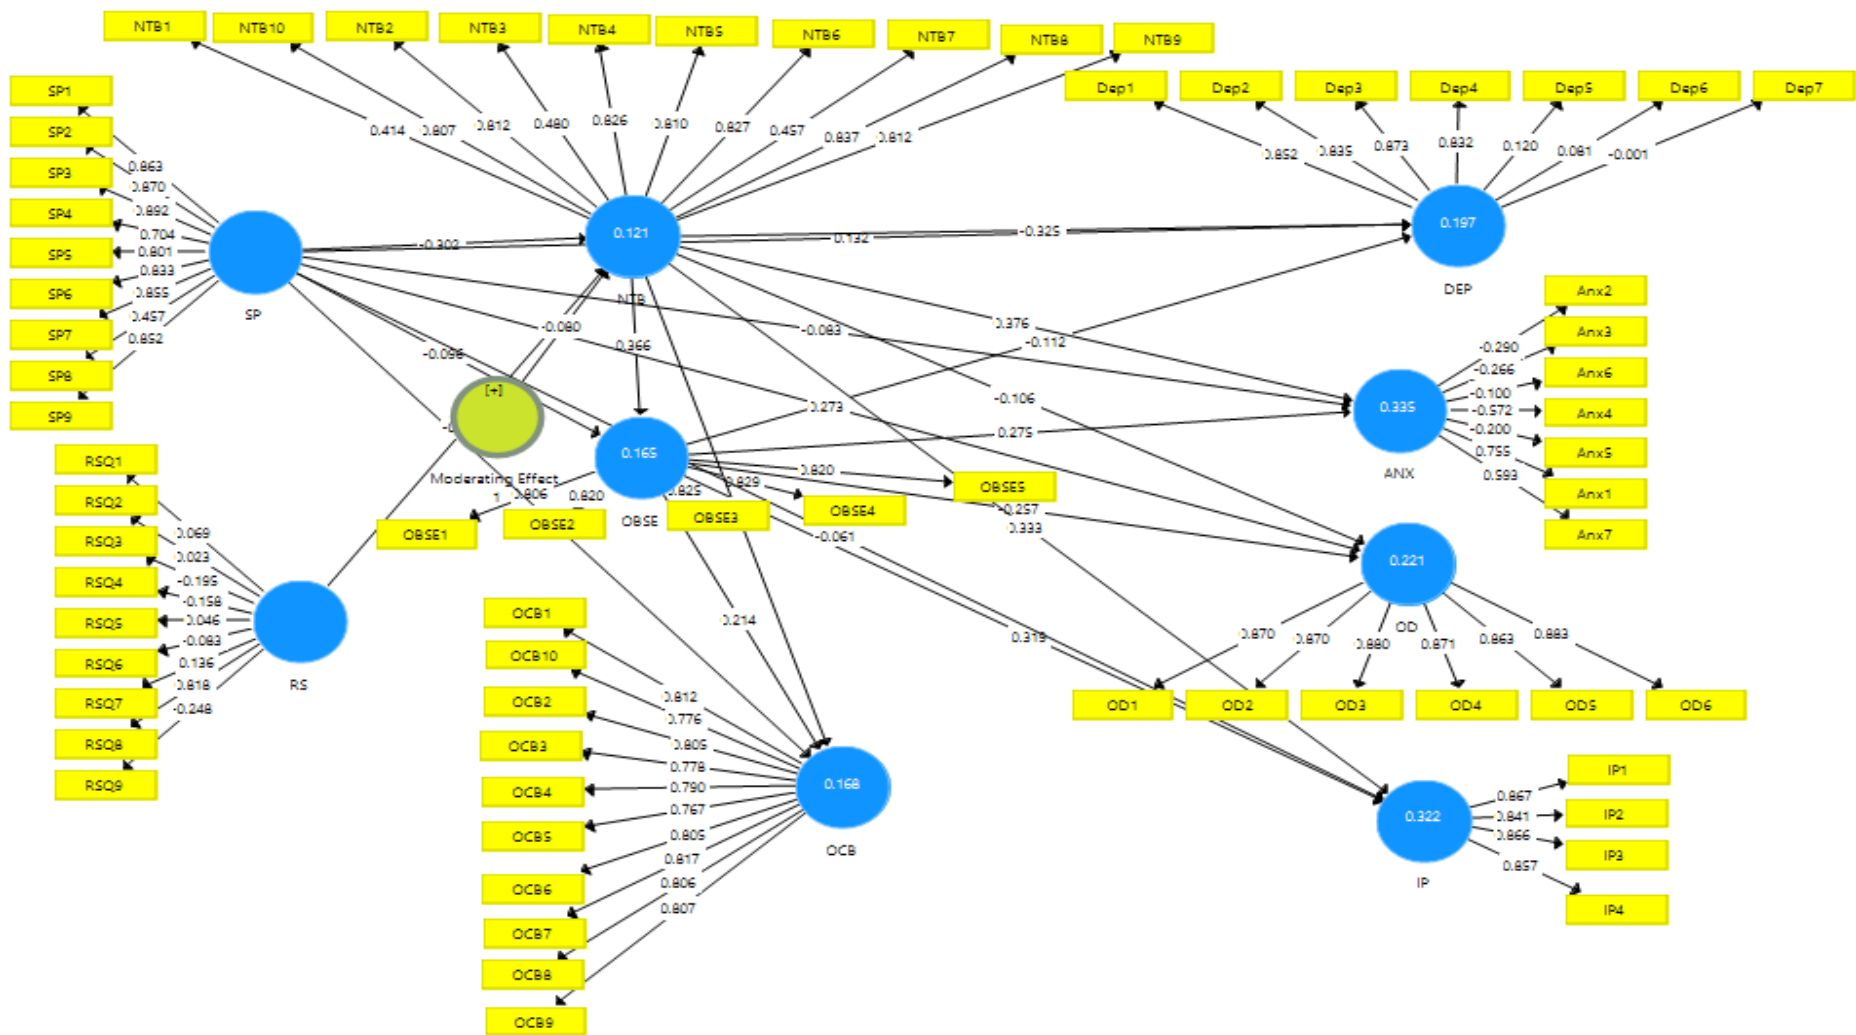 NTB1
NTB10
NTB2
NTB3
NTB4
NTB5
NTB6
NTB7
NTB8
NTB9
Dep1
Dep2
Dep3
Dep4
Dep5
Dep6
Dep7
SP1
SP2
SP3
SP4
SP5
SP6
SP7
SP8
SP9
0.863
0.870
0.892
0.704
0.801
0.833
0.855
0.457
0.852
SP
0.414
0.807
0.812
0.480
0.826
0.810
0.827
0.457
0.837
0.812
0.121
NTB
0.852
0.835
0.873
0.832
0.120
0.081
-0.001
0.197
DEP
-0.302
0.132
-0.325
-0.080
0.366
-0.096
-0.083
0.376
-0.112
0.273
-0.106
0.275
[+]
Moderating Effect
1
0.165
OBSE
0.806
0.820
0.825
0.829
0.820
OBSE1
OBSE2
OBSE3
OBSE4
OBSE5
-0.257
0.333
-0.061
0.214
0.319
Anx2
Anx3
Anx6
Anx4
Anx5
Anx1
Anx7
-0.290
-0.266
-0.100
-0.572
-0.200
0.755
0.593
0.335
ANX
RSQ1
RSQ2
RSQ3
RSQ4
RSQ5
RSQ6
RSQ7
RSQ8
RSQ9
0.069
0.023
-0.195
-0.158
0.046
-0.083
0.136
0.818
-0.248
RS
OCB1
OCB10
OCB2
OCB3
OCB4
OCB5
OCB6
OCB7
OCB8
OCB9
0.812
0.776
0.805
0.778
0.790
0.767
0.805
0.817
0.806
0.807
0.168
OCB
0.221
OD
0.870
0.870
0.880
0.871
0.863
0.883
OD1
OD2
OD3
OD4
OD5
OD6
0.322
IP
0.867
0.841
0.866
0.857
IP1
IP2
IP3
IP4